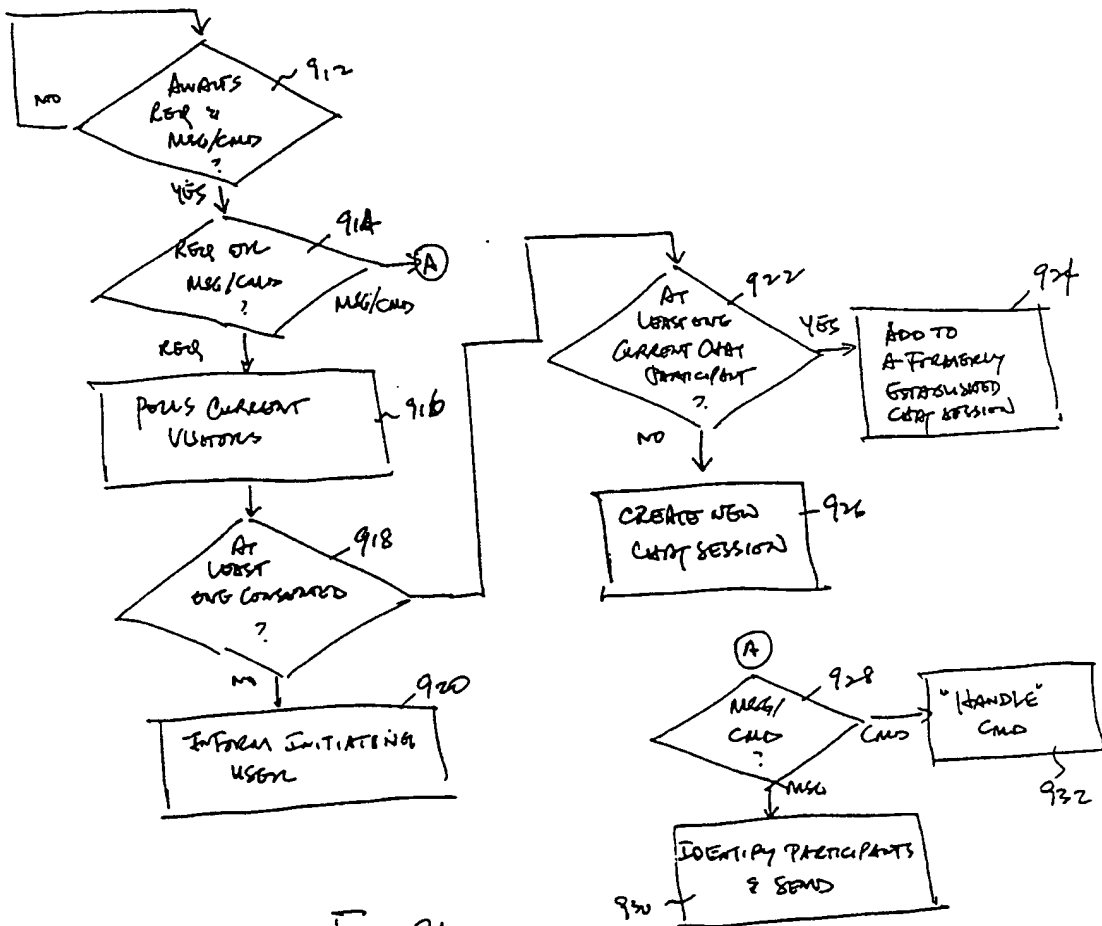 AWAITS
REQ &
MSG/CMD
?
912
NO
YES
REQ OR
MSG/CMD
?
914
A
MSG/CMD
REQ
POLLS CURRENT
VISITORS
916
AT
LEAST
ONE CONSENTED
?
918
NO
INFORM INITIATING
USER
920
AT
LEAST ONE
CURRENT CHAT
PARTICIPANT
?
922
YES
ADD TO
A FORMERLY
ESTABLISHED
CHAT SESSION
924
NO
CREATE NEW
CHAT SESSION
926
A
MSG/
CMD
?
928
CMD
"HANDLE"
CMD
932
MSG
IDENTIFY PARTICIPANTS
& SEND
930